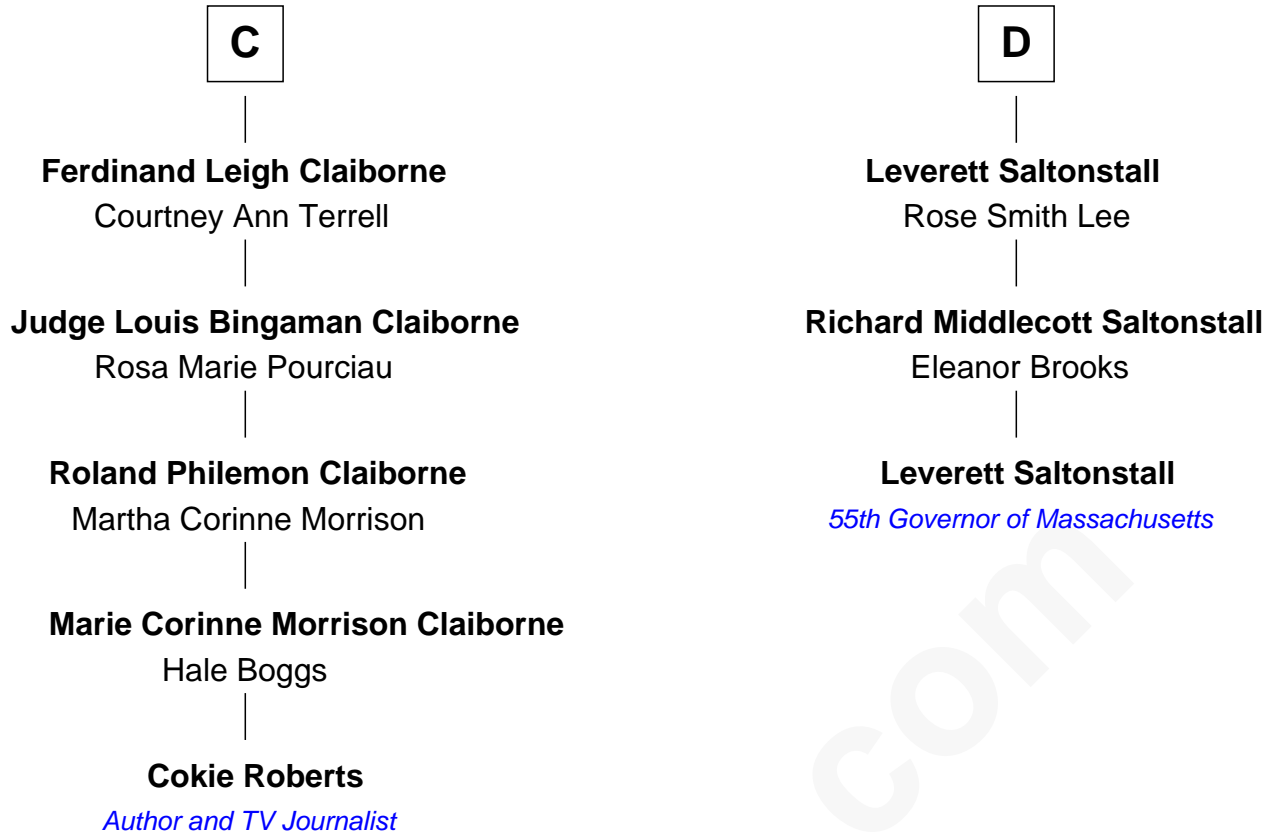 C
Ferdinand Leigh Claiborne
Courtney Ann Terrell
Judge Louis Bingaman Claiborne
Rosa Marie Pourciau
Roland Philemon Claiborne
Martha Corinne Morrison
Marie Corinne Morrison Claiborne
Hale Boggs
Cokie Roberts
Author and TV Journalist
D
Leverett Saltonstall
Rose Smith Lee
Richard Middlecott Saltonstall
Eleanor Brooks
Leverett Saltonstall
55th Governor of Massachusetts
com